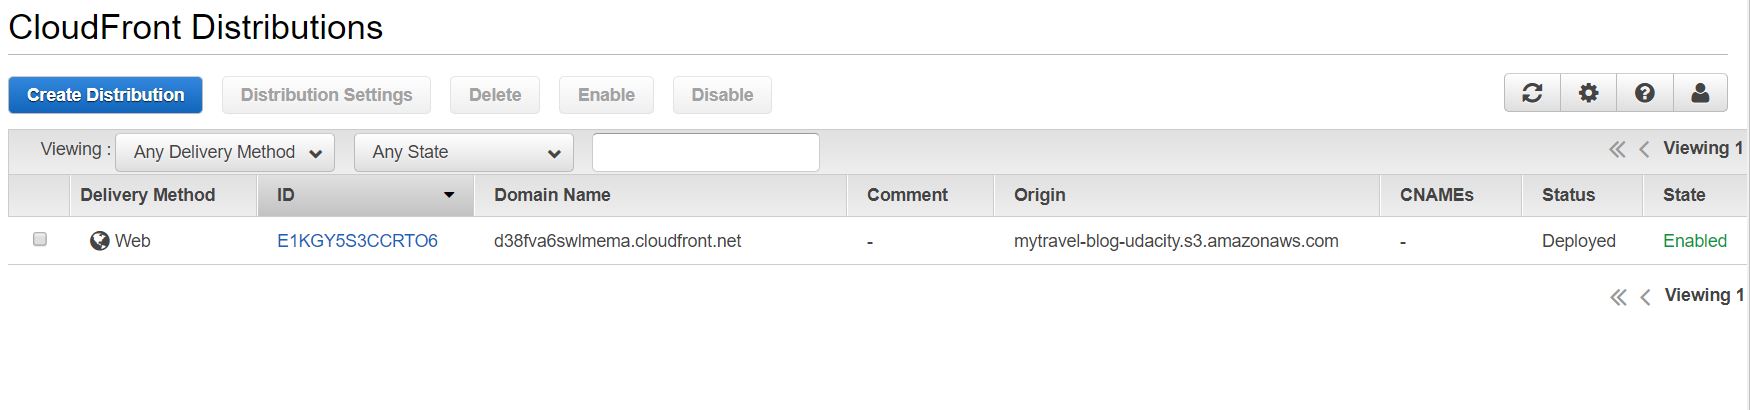 CloudFront Distributions
Create Distribution Distribution Settings Delete Enable Disable
Viewing : Any Delivery Method Any State Viewing 1
Delivery Method ID Domain Name Comment Origin CNAMEs Status State
Web E1KGY5S3CCRTO6 d38fva6swlmema.cloudfront.net - mytravel-blog-udacity.s3.amazonaws.com - Deployed Enabled
Viewing 1